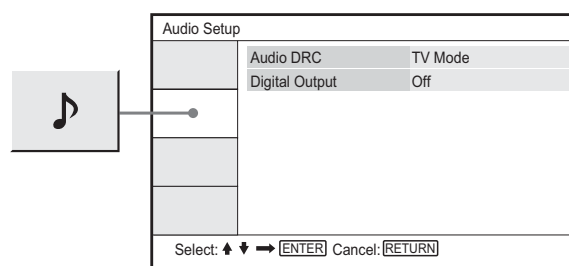 Audio Setup
Audio DRC TV Mode
Digital Output Off
Select: ↑ ↓ → ENTER Cancel: RETURN